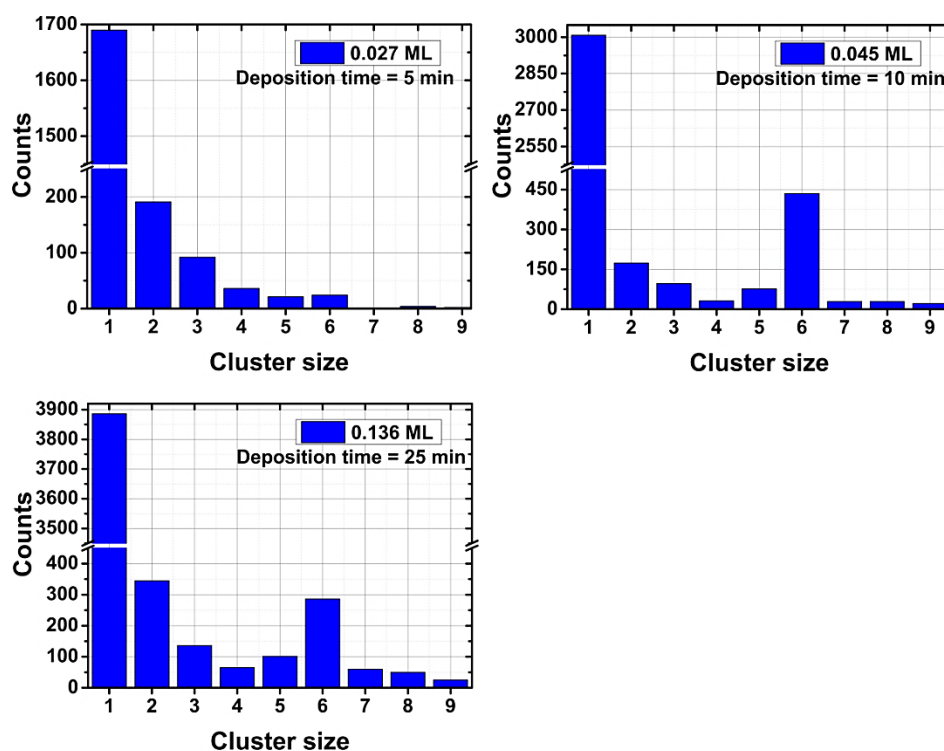 1700
1600
1500
200
100
0
Counts
0.027 ML
Deposition time = 5 min
1 2 3 4 5 6 7 8 9
Cluster size
3000
2850
2700
2550
450
300
150
0
Counts
0.045 ML
Deposition time = 10 min
1 2 3 4 5 6 7 8 9
Cluster size
3900
3800
3700
3600
3500
400
300
200
100
0
Counts
0.136 ML
Deposition time = 25 min
1 2 3 4 5 6 7 8 9
Cluster size